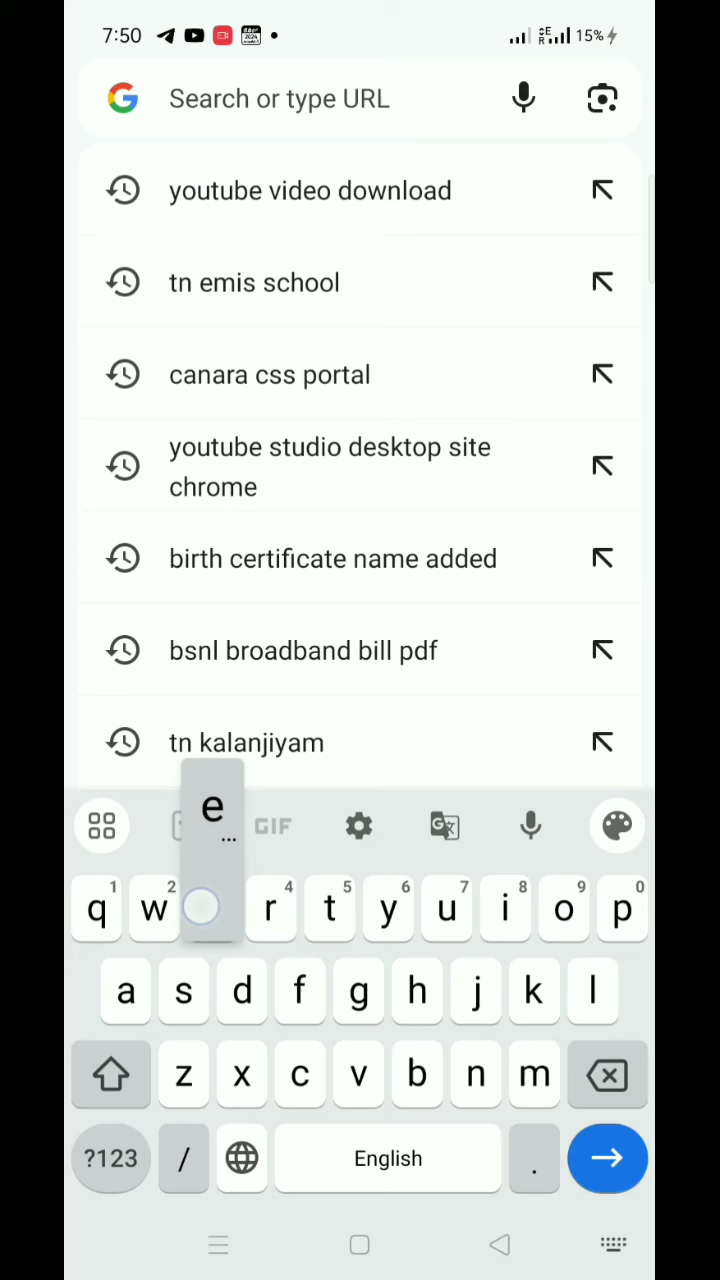 7:50 15%
Search or type URL
youtube video download
tn emis school
canara css portal
youtube studio desktop site
chrome
birth certificate name added
bsnl broadband bill pdf
tn kalanjiyam
e
...
GIF
1 2 4 5 6 7 8 9 0
q w r t y u i o p
a s d f g h j k l
z x c v b n m
?123 / English .